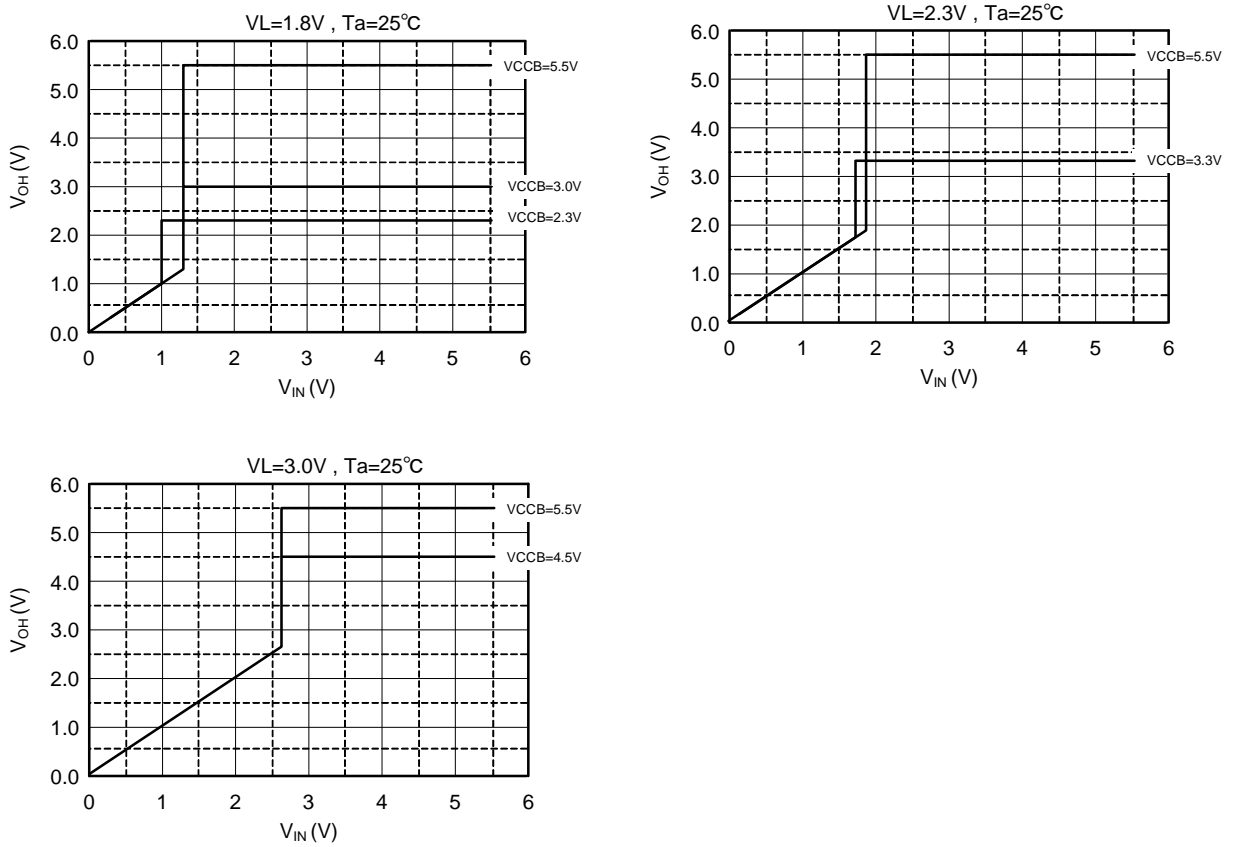 VL=1.8V , Ta=25℃
6.0
5.0
4.0
3.0
2.0
1.0
0.0
VOH (V)
0 1 2 3 4 5 6
VIN (V)
VCCB=5.5V
VCCB=3.0V
VCCB=2.3V
VL=2.3V , Ta=25℃
6.0
5.0
4.0
3.0
2.0
1.0
0.0
VOH (V)
0 1 2 3 4 5 6
VIN (V)
VCCB=5.5V
VCCB=3.3V
VL=3.0V , Ta=25℃
6.0
5.0
4.0
3.0
2.0
1.0
0.0
VOH (V)
0 1 2 3 4 5 6
VIN (V)
VCCB=5.5V
VCCB=4.5V